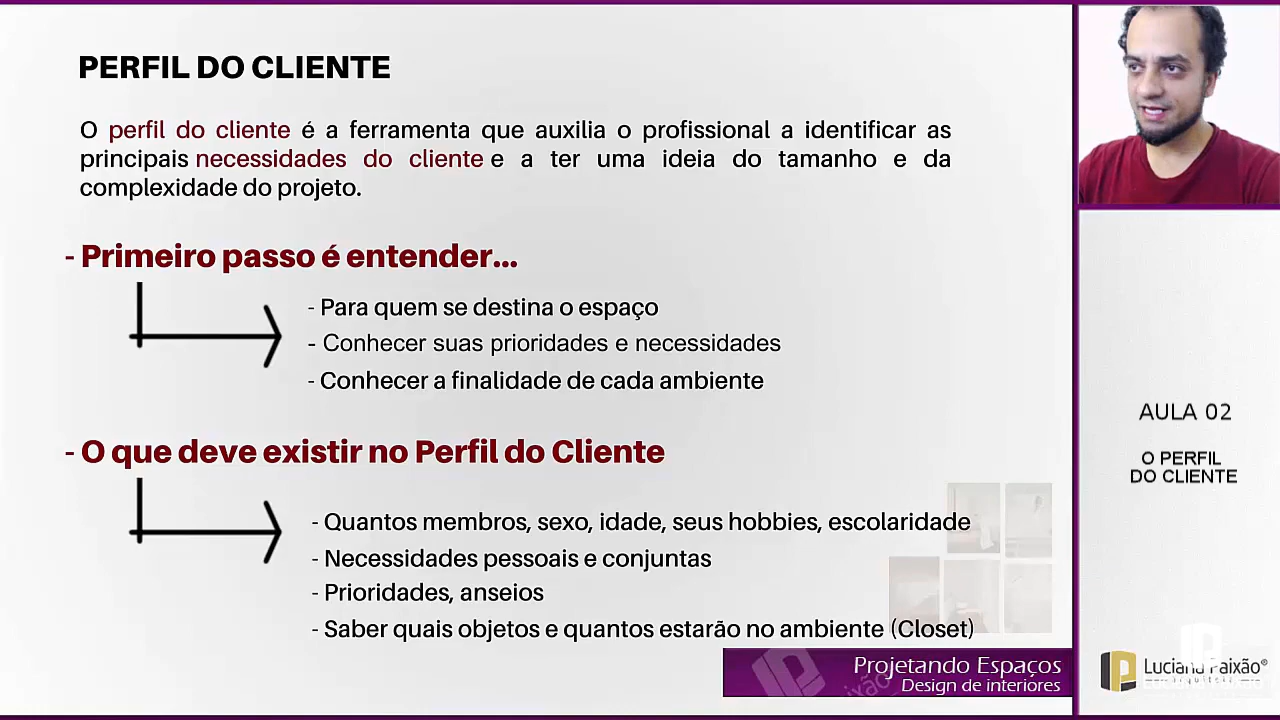 PERFIL DO CLIENTE
O perfil do cliente é a ferramenta que auxilia o profissional a identificar as
principais necessidades do cliente e a ter uma ideia do tamanho e da
complexidade do projeto.
- Primeiro passo é entender...
- Para quem se destina o espaço
- Conhecer suas prioridades e necessidades
- Conhecer a finalidade de cada ambiente
- O que deve existir no Perfil do Cliente
- Quantos membros, sexo, idade, seus hobbies, escolaridade
- Necessidades pessoais e conjuntas
- Prioridades, anseios
- Saber quais objetos e quantos estarão no ambiente (Closet)
Projetando Espaços
Design de interiores
AULA 02
O PERFIL
DO CLIENTE
Luciana Paixão®
arquiteta